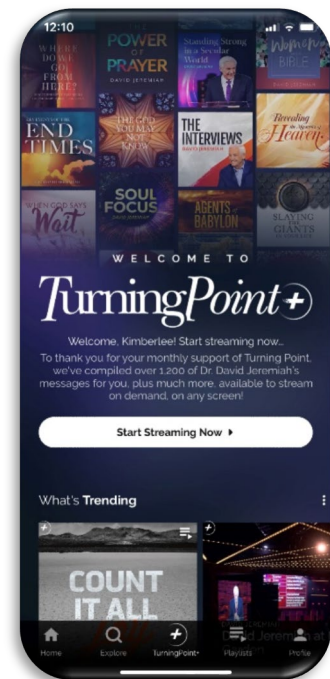 12:10
WHERE
DO WE
GO
FROM
HERE?
POWER
OF
PRAYER
DAVID JEREMIAH
Standing Strong
in a Secular
World
Women
BIBLE
END
TIMES
THE GOD
YOU MAY
NOT
KNOW
THE
INTERVIEWS
DAVID JEREMIAH
Revealing
the Mysteries of
Heaven
WHEN GOD SAYS
Wait
SOUL
FOCUS
DAVID JEREMIAH
AGENTS
OF
BABYLON
SLAYING
THE
GIANTS
WELCOME TO
TurningPoint+
Welcome, Kimberlee! Start streaming now...
To thank you for your monthly support of Turning Point,
we've compiled over 1,200 of Dr. David Jeremiah's
messages for you, plus much more, available to stream
on demand, on any screen!
Start Streaming Now
What's Trending
COUNT
IT ALL
Home
Explore
TurningPoint+
Playlists
Profile